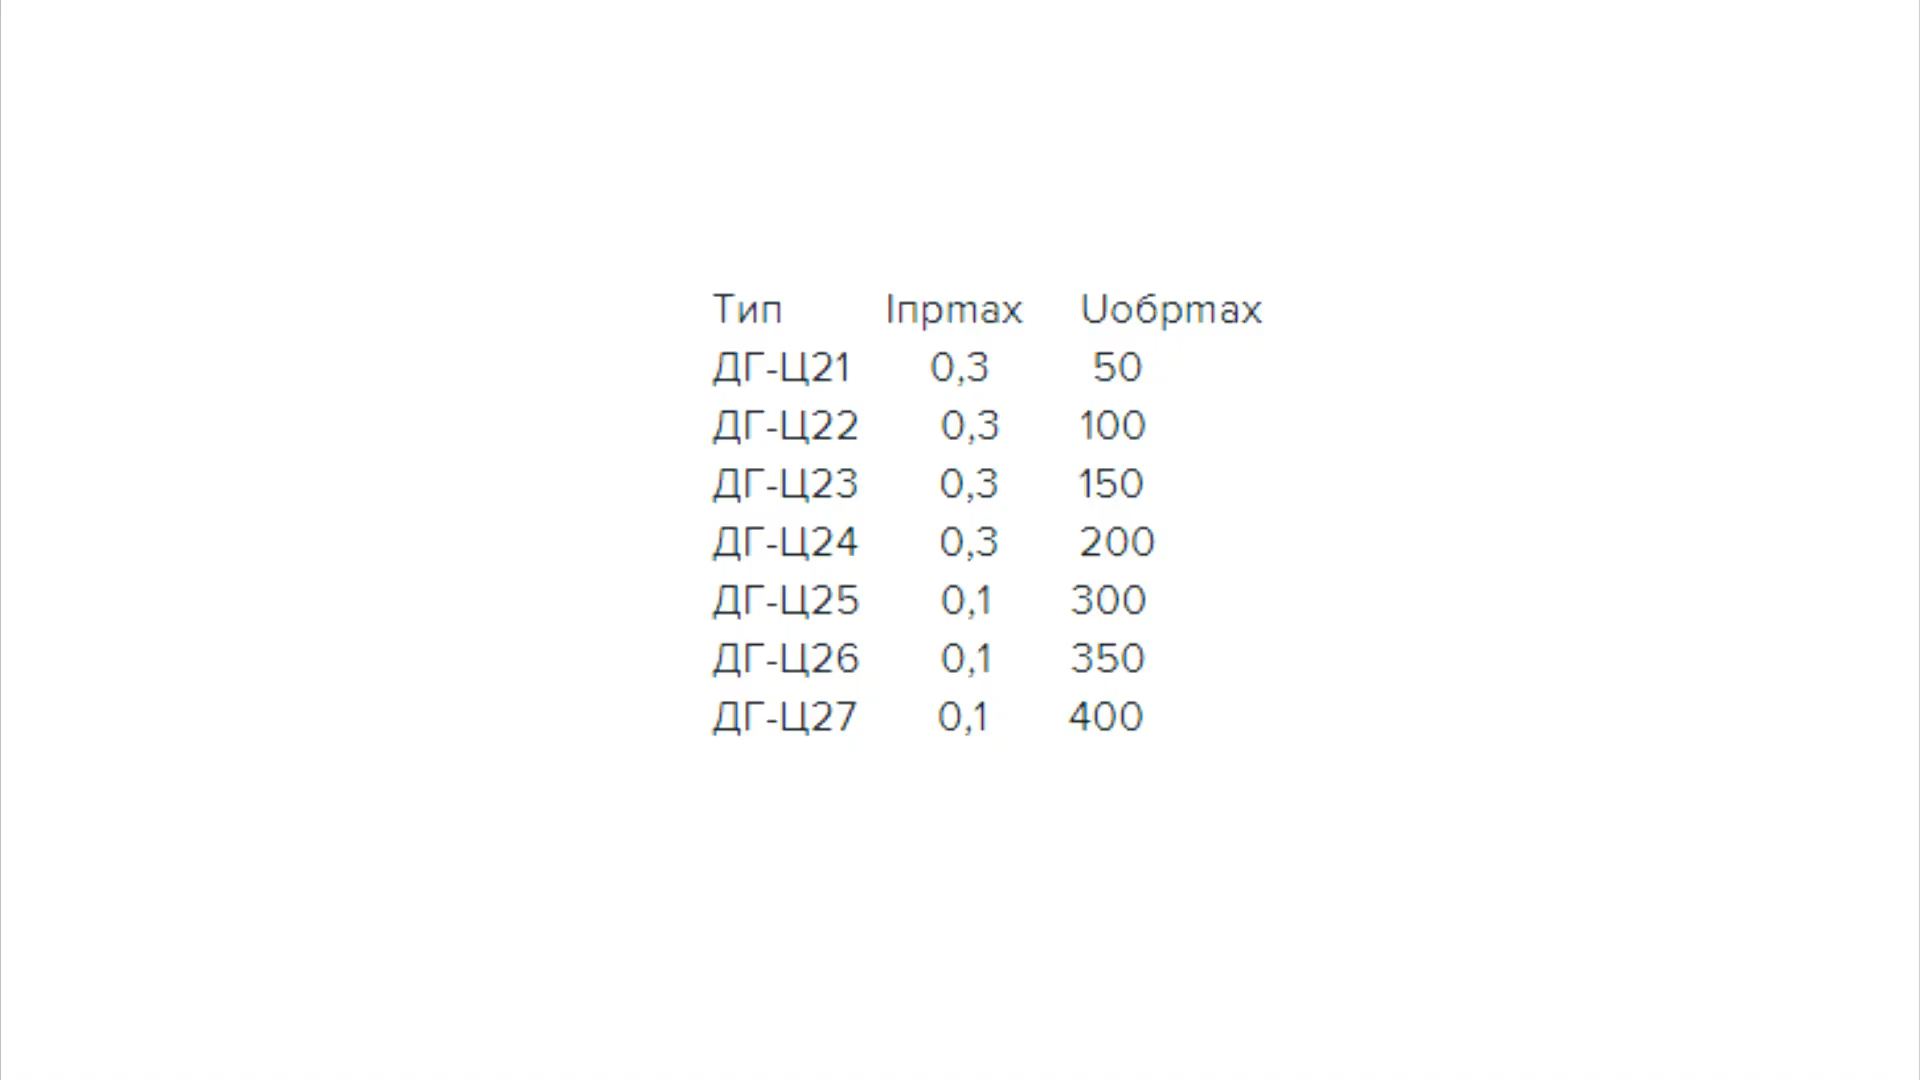 Тип Iпрmax Uобрmax
ДГ-Ц21 0,3 50
ДГ-Ц22 0,3 100
ДГ-Ц23 0,3 150
ДГ-Ц24 0,3 200
ДГ-Ц25 0,1 300
ДГ-Ц26 0,1 350
ДГ-Ц27 0,1 400